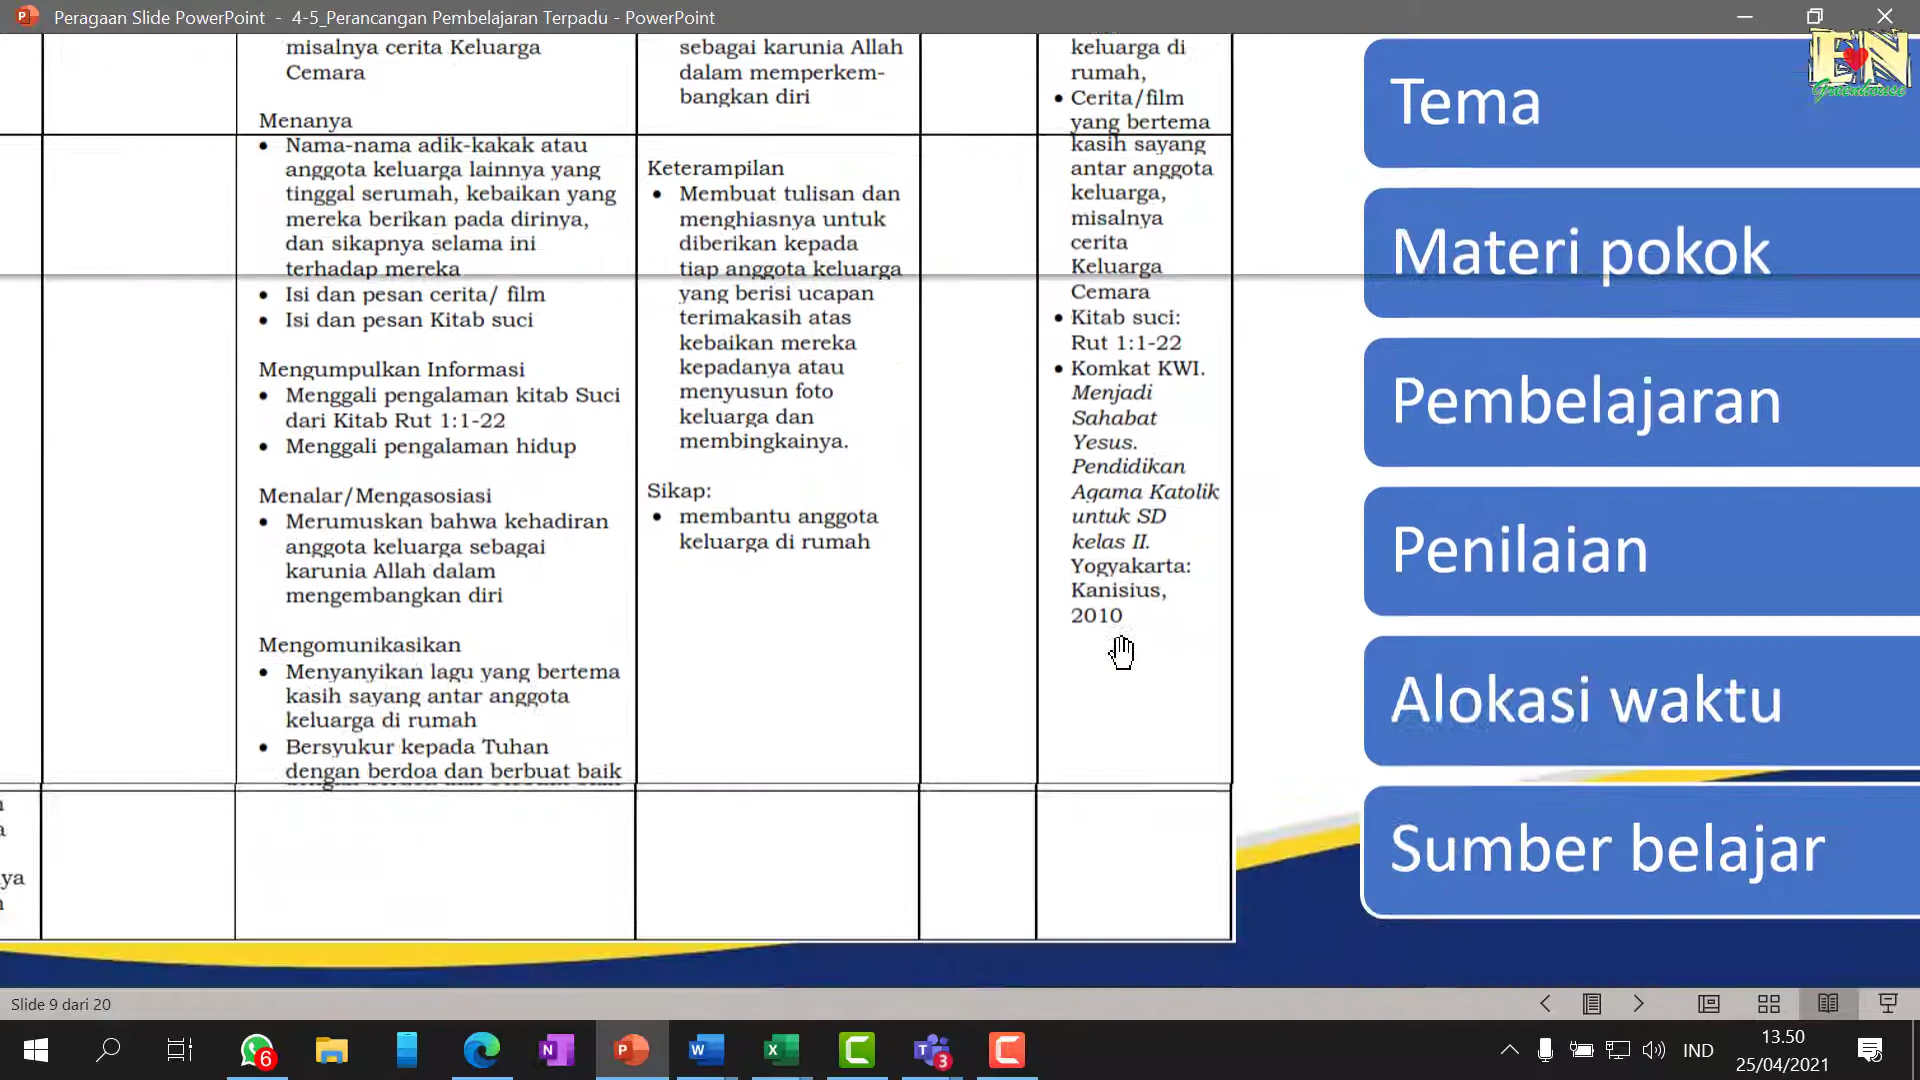 Peragaan Slide PowerPoint - 4-5_Perancangan Pembelajaran Terpadu - PowerPoint
misalnya cerita Keluarga
Cemara
Menanya
• Nama-nama adik-kakak atau
anggota keluarga lainnya yang
tinggal serumah, kebaikan yang
mereka berikan pada dirinya,
dan sikapnya selama ini
terhadap mereka
• Isi dan pesan cerita/ film
• Isi dan pesan Kitab suci
Mengumpulkan Informasi
• Menggali pengalaman kitab Suci
dari Kitab Rut 1:1-22
• Menggali pengalaman hidup
Menalar/Mengasosiasi
• Merumuskan bahwa kehadiran
anggota keluarga sebagai
karunia Allah dalam
mengembangkan diri
Mengomunikasikan
• Menyanyikan lagu yang bertema
kasih sayang antar anggota
keluarga di rumah
• Bersyukur kepada Tuhan
dengan berdoa dan berbuat baik
sebagai karunia Allah
dalam memperkem-
bangkan diri
Keterampilan
• Membuat tulisan dan
menghiasnya untuk
diberikan kepada
tiap anggota keluarga
yang berisi ucapan
terimakasih atas
kebaikan mereka
kepadanya atau
menyusun foto
keluarga dan
membingkainya.
Sikap:
• membantu anggota
keluarga di rumah
keluarga di
rumah,
• Cerita/film
yang bertema
kasih sayang
antar anggota
keluarga,
misalnya
cerita
Keluarga
Cemara
• Kitab suci:
Rut 1:1-22
• Komkat KWI.
Menjadi
Sahabat
Yesus.
Pendidikan
Agama Katolik
untuk SD
kelas II.
Yogyakarta:
Kanisius,
2010
Tema
Materi pokok
Pembelajaran
Penilaian
Alokasi waktu
Sumber belajar
EN
Greenhouse
ya
Slide 9 dari 20
6
3
IND
13.50
25/04/2021